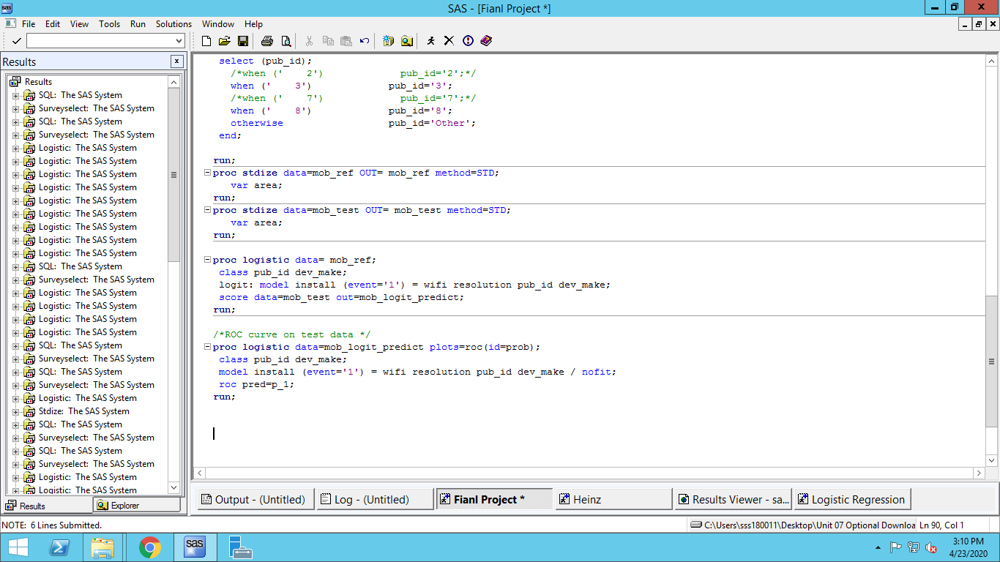 SAS - [Fianl Project *]
File Edit View Tools Run Solutions Window Help
Results
Results
SQL: The SAS System
Surveyselect: The SAS System
SQL: The SAS System
Surveyselect: The SAS System
Logistic: The SAS System
Logistic: The SAS System
Logistic: The SAS System
Logistic: The SAS System
Logistic: The SAS System
Logistic: The SAS System
Logistic: The SAS System
Logistic: The SAS System
Logistic: The SAS System
SQL: The SAS System
Surveyselect: The SAS System
Logistic: The SAS System
Logistic: The SAS System
Logistic: The SAS System
Logistic: The SAS System
SQL: The SAS System
Surveyselect: The SAS System
SQL: The SAS System
Surveyselect: The SAS System
Logistic: The SAS System
Stdize: The SAS System
SQL: The SAS System
Surveyselect: The SAS System
SQL: The SAS System
Surveyselect: The SAS System
Logistic: The SAS System
Logistic: The SAS System
Results Explorer
select (pub_id);
/*when ('    2')             pub_id='2';*/
when ('    3')             pub_id='3';
/*when ('    7')             pub_id='7';*/
when ('    8')             pub_id='8';
otherwise                  pub_id='Other';
end;
run;
proc stdize data=mob_ref OUT= mob_ref method=STD;
var area;
run;
proc stdize data=mob_test OUT= mob_test method=STD;
var area;
run;
proc logistic data= mob_ref;
class pub_id dev_make;
logit: model install (event='1') = wifi resolution pub_id dev_make;
score data=mob_test out=mob_logit_predict;
run;
/*ROC curve on test data */
proc logistic data=mob_logit_predict plots=roc(id=prob);
class pub_id dev_make;
model install (event='1') = wifi resolution pub_id dev_make / nofit;
roc pred=p_1;
run;
Output - (Untitled) Log - (Untitled) Fianl Project * Heinz Results Viewer - sa... Logistic Regression
NOTE: 6 Lines Submitted. C:\Users\sss180011\Desktop\Unit 07 Optional Downloa Ln 90, Col 1
sas
3:10 PM
4/23/2020